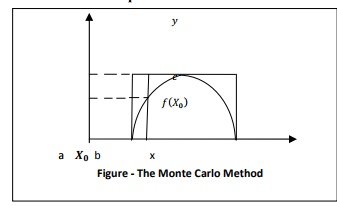 y
c
f(X₀)
a X₀ b x
Figure - The Monte Carlo Method